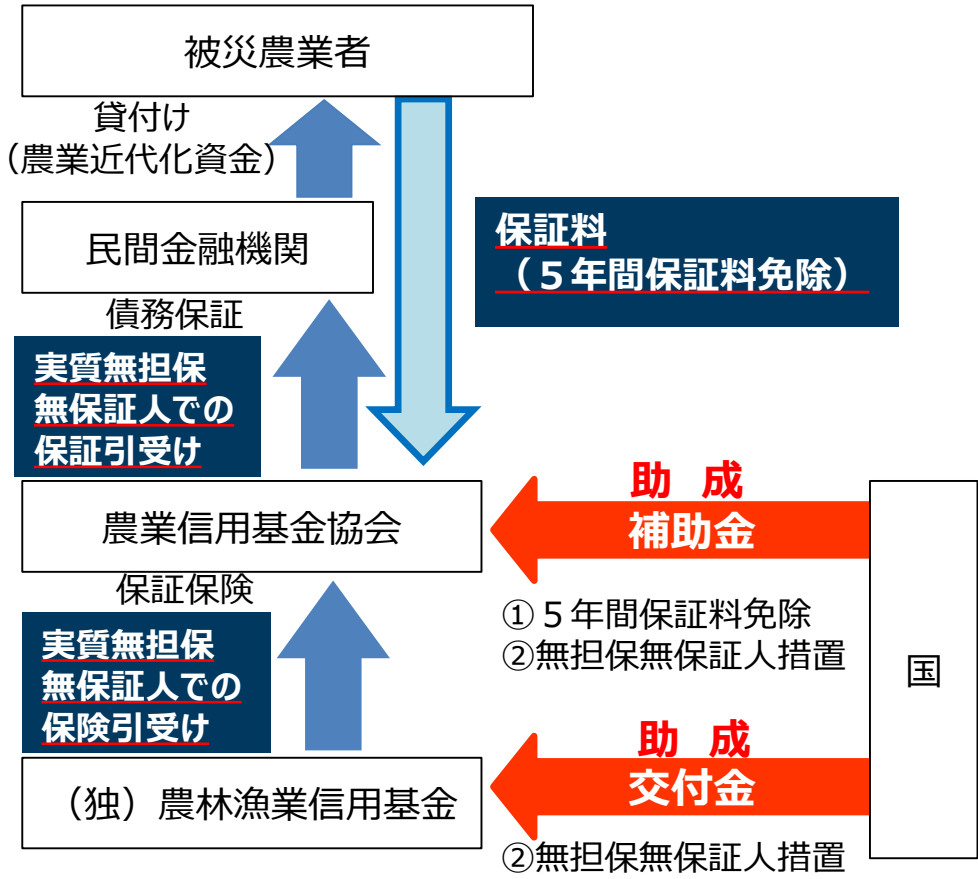 被災農業者
貸付け
（農業近代化資金）
民間金融機関
保証料
（５年間保証料免除）
債務保証
実質無担保
無保証人での
保証引受け
農業信用基金協会
助 成
補助金
①５年間保証料免除
②無担保無保証人措置
国
保証保険
実質無担保
無保証人での
保険引受け
（独）農林漁業信用基金
助 成
交付金
②無担保無保証人措置